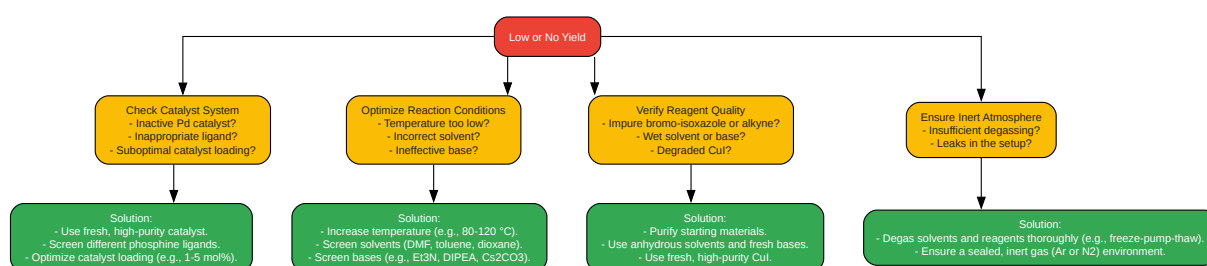 Low or No Yield
Check Catalyst System
- Inactive Pd catalyst?
- Inappropriate ligand?
- Suboptimal catalyst loading?
Optimize Reaction Conditions
- Temperature too low?
- Incorrect solvent?
- Ineffective base?
Verify Reagent Quality
- Impure bromo-isoxazole or alkyne?
- Wet solvent or base?
- Degraded CuI?
Ensure Inert Atmosphere
- Insufficient degassing?
- Leaks in the setup?
Solution:
- Use fresh, high-purity catalyst.
- Screen different phosphine ligands.
- Optimize catalyst loading (e.g., 1-5 mol%).
Solution:
- Increase temperature (e.g., 80-120 °C).
- Screen solvents (DMF, toluene, dioxane).
- Screen bases (e.g., Et3N, DIPEA, Cs2CO3).
Solution:
- Purify starting materials.
- Use anhydrous solvents and fresh bases.
- Use fresh, high-purity CuI.
Solution:
- Degas solvents and reagents thoroughly (e.g., freeze-pump-thaw).
- Ensure a sealed, inert gas (Ar or N2) environment.